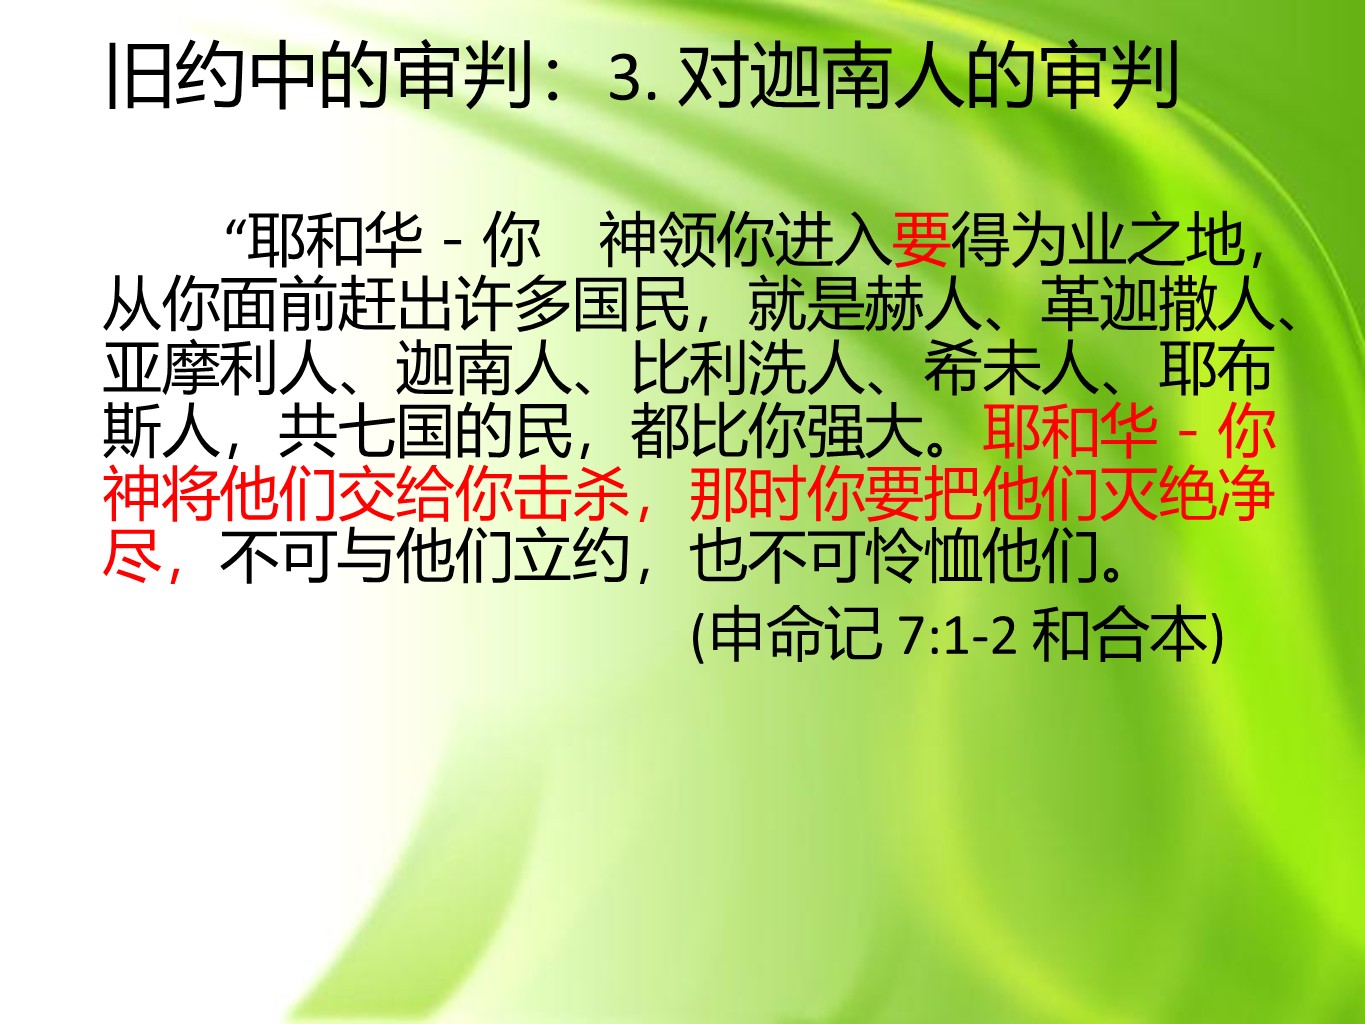 旧约中的审判：3. 对迦南人的审判
“耶和华－你　神领你进入要得为业之地，
从你面前赶出许多国民，就是赫人、革迦撒人、
亚摩利人、迦南人、比利洗人、希未人、耶布
斯人，共七国的民，都比你强大。耶和华－你
神将他们交给你击杀，那时你要把他们灭绝净
尽，不可与他们立约，也不可怜恤他们。
(申命记 7:1-2 和合本)